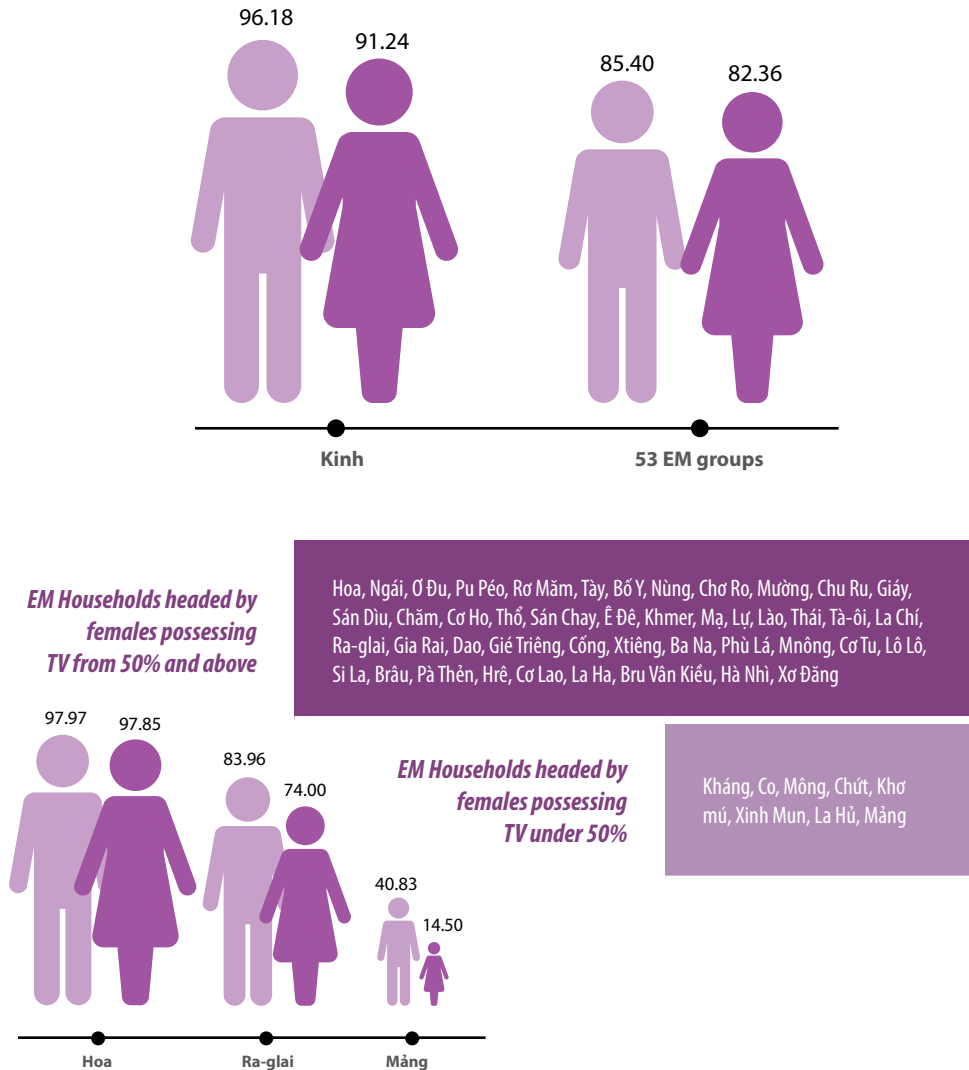 96.18
91.24
85.40
82.36
Kinh
53 EM groups
EM Households headed by
females possessing
TV from 50% and above
Hoa, Ngái, Ơ Đu, Pu Péo, Rơ Măm, Tày, Bố Y, Nùng, Chơ Ro, Mường, Chu Ru, Giáy,
Sán Dìu, Chăm, Cơ Ho, Thổ, Sán Chay, Ê Đê, Khmer, Mạ, Lự, Lào, Thái, Tà-ôi, La Chí,
Ra-glai, Gia Rai, Dao, Gié Triêng, Cống, Xtiêng, Ba Na, Phù Lá, Mnông, Cơ Tu, Lô Lô,
Si La, Brâu, Pà Thẻn, Hrê, Cơ Lao, La Ha, Bru Vân Kiều, Hà Nhì, Xơ Đăng
97.97
97.85
83.96
74.00
40.83
14.50
EM Households headed by
females possessing
TV under 50%
Kháng, Co, Mông, Chứt, Khơ
mú, Xinh Mun, La Hủ, Mảng
Hoa
Ra-glai
Mảng